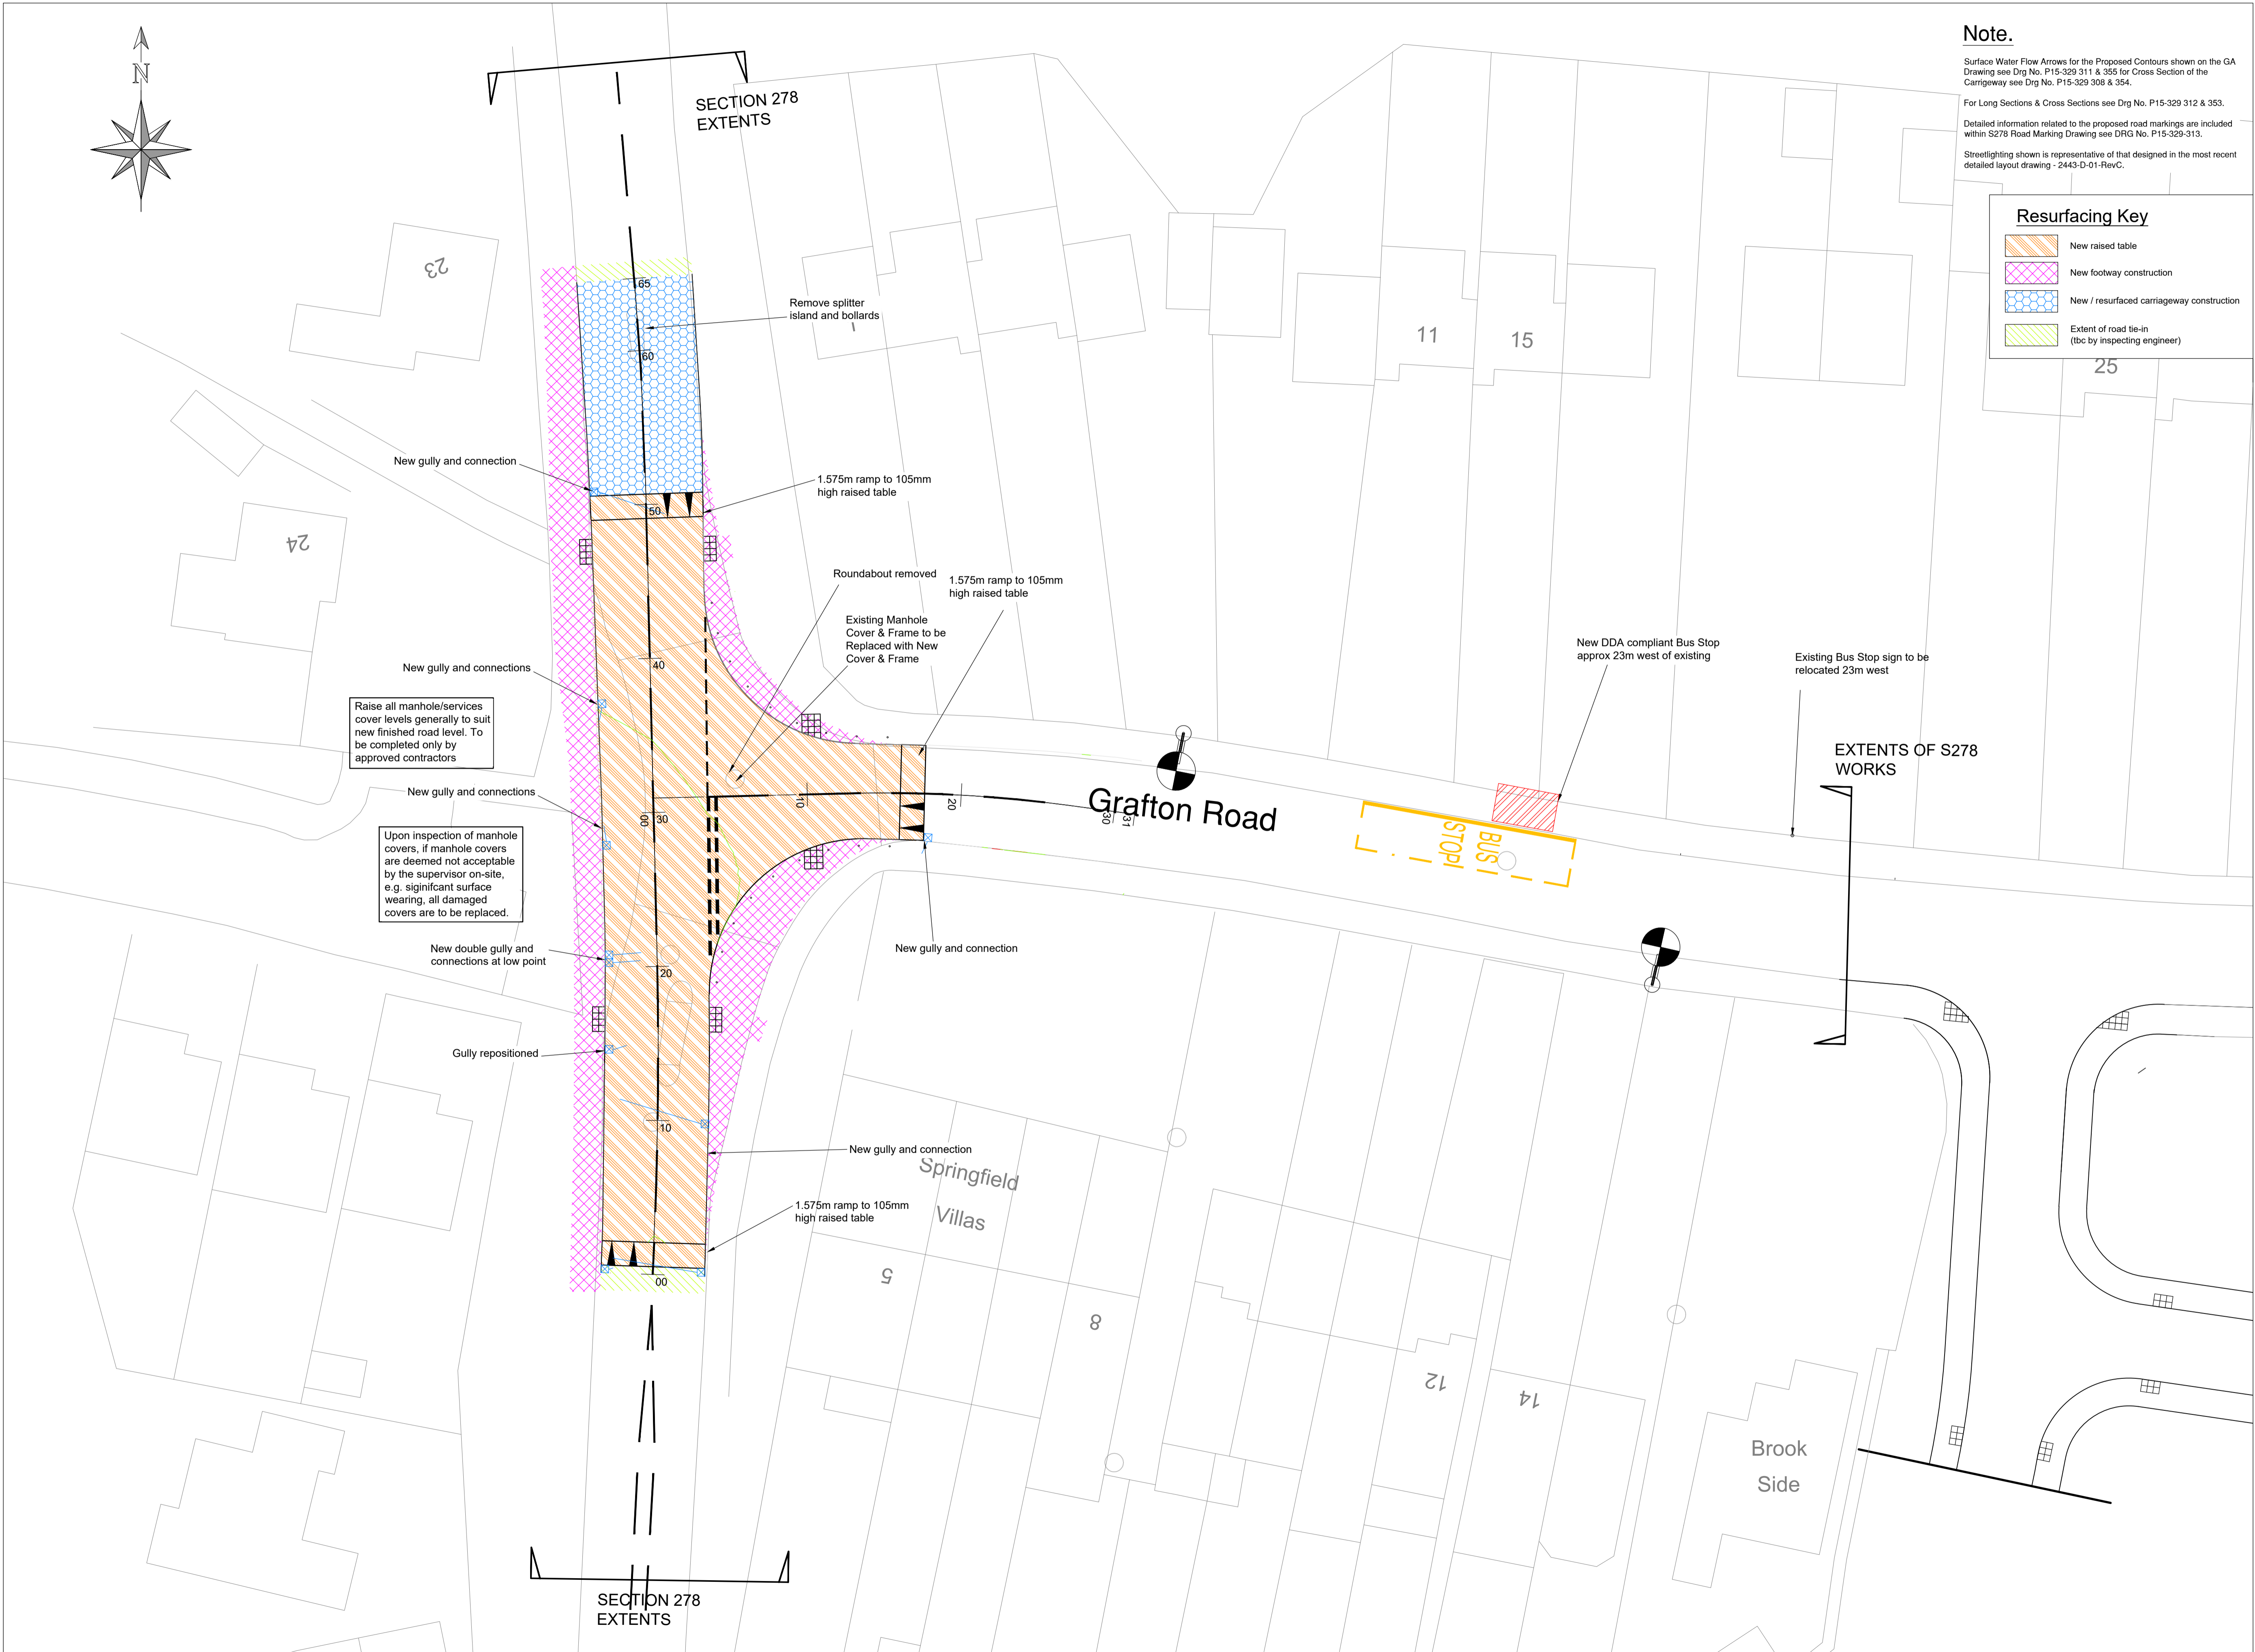 N
SECTION 278
EXTENTS
Note.
Surface Water Flow Arrows for the Proposed Contours shown on the GA
Drawing see Drg No. P15-329 311 & 355 for Cross Section of the
Carrigeway see Drg No. P15-329 308 & 354.
For Long Sections & Cross Sections see Drg No. P15-329 312 & 353.
Detailed information related to the proposed road markings are included
within S278 Road Marking Drawing see DRG No. P15-329-313.
Streetlighting shown is representative of that designed in the most recent
detailed layout drawing - 2443-D-01-RevC.
Resurfacing Key
New raised table
New footway construction
New / resurfaced carriageway construction
Extent of road tie-in
(tbc by inspecting engineer)
23
65
Remove splitter
island and bollards
60
11
15
25
New gully and connection
1.575m ramp to 105mm
high raised table
50
24
Roundabout removed
1.575m ramp to 105mm
high raised table
Existing Manhole
Cover & Frame to be
Replaced with New
Cover & Frame
New DDA compliant Bus Stop
approx 23m west of existing
Existing Bus Stop sign to be
relocated 23m west
New gully and connections
40
Raise all manhole/services
cover levels generally to suit
new finished road level. To
be completed only by
approved contractors
EXTENTS OF S278
WORKS
New gully and connections
00
30
10
20
30
31
Grafton Road
BUS
STOP
Upon inspection of manhole
covers, if manhole covers
are deemed not acceptable
by the supervisor on-site,
e.g. siginifcant surface
wearing, all damaged
covers are to be replaced.
New double gully and
connections at low point
New gully and connection
20
Gully repositioned
10
New gully and connection
Springfield
Villas
1.575m ramp to 105mm
high raised table
00
5
8
12
14
Brook
Side
SECTION 278
EXTENTS